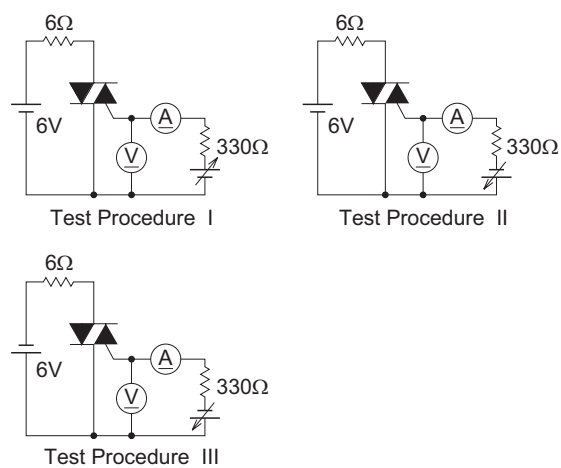 6Ω
6V
A
V
330Ω
Test Procedure I
6Ω
6V
A
V
330Ω
Test Procedure II
6Ω
6V
A
V
330Ω
Test Procedure III